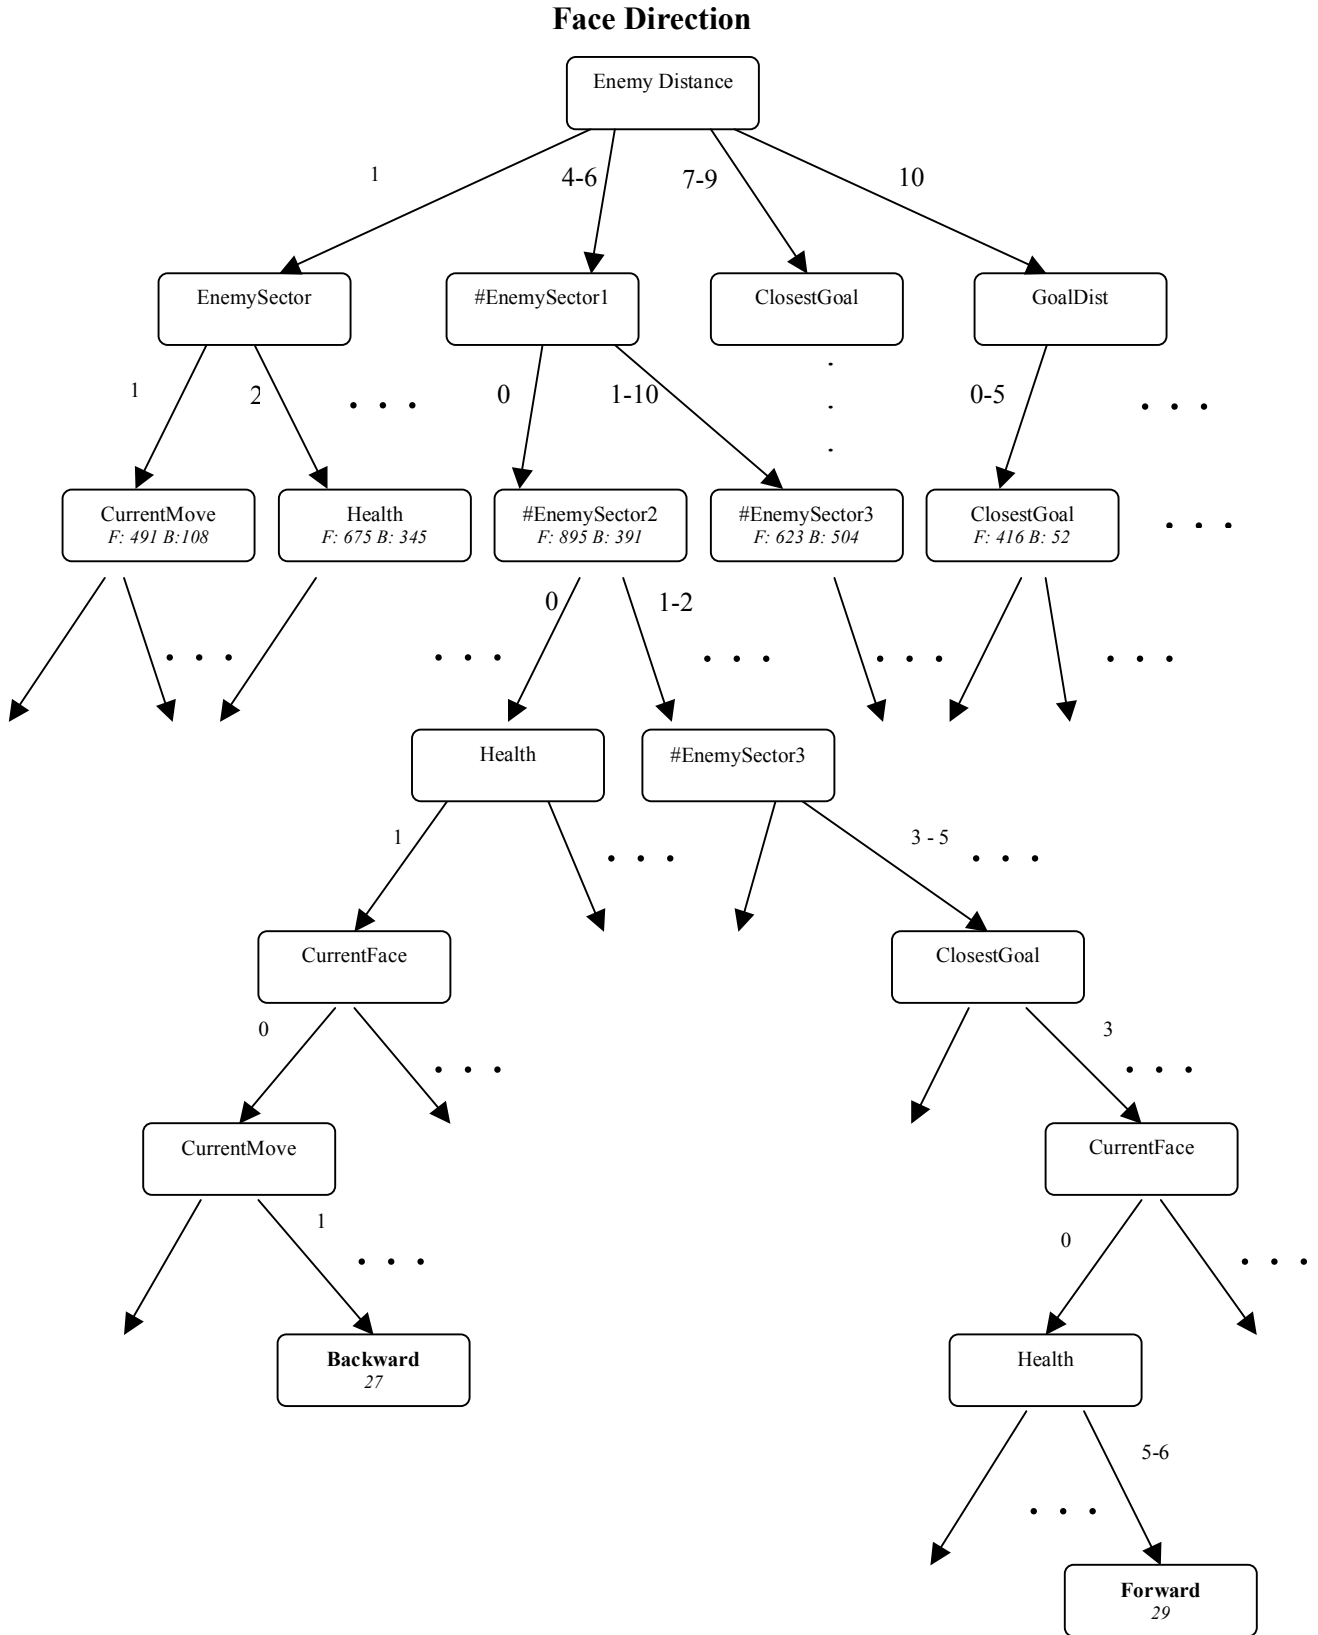 Face Direction
Enemy Distance
1
4-6
7-9
10
EnemySector
#EnemySector1
ClosestGoal
GoalDist
1
2
. . .
0
1-10
.
.
.
0-5
. . .
CurrentMove
F: 491 B:108
Health
F: 675 B: 345
#EnemySector2
F: 895 B: 391
#EnemySector3
F: 623 B: 504
ClosestGoal
F: 416 B: 52
. . .
0
1-2
. . .
. . .
. . .
. . .
. . .
Health
#EnemySector3
1
. . .
3 - 5
. . .
CurrentFace
ClosestGoal
0
. . .
3
. . .
CurrentMove
CurrentFace
1
. . .
0
. . .
Backward
27
Health
5-6
. . .
Forward
29